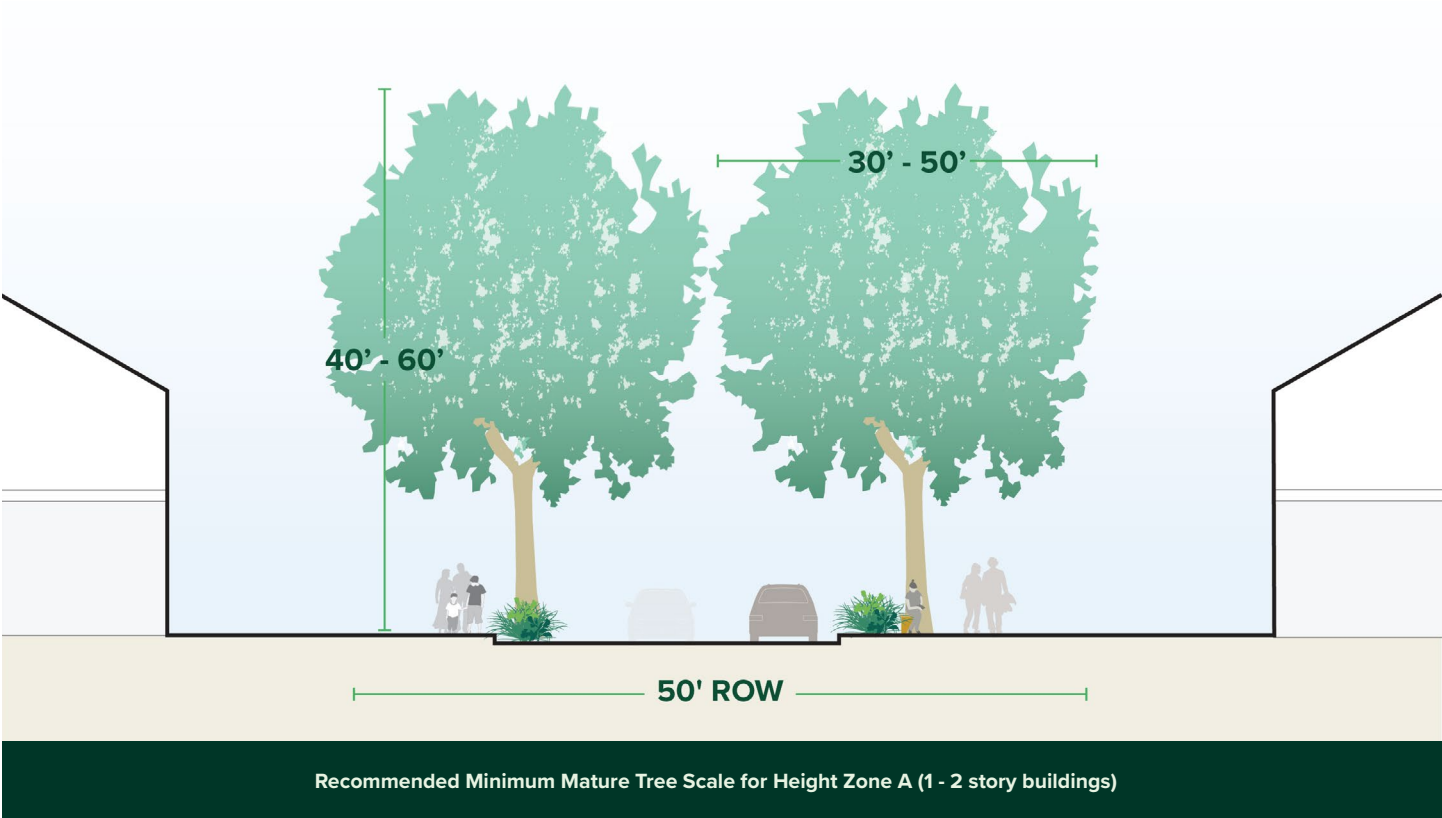 30’ - 50’
40’ - 60’
50' ROW
Recommended Minimum Mature Tree Scale for Height Zone A (1 - 2 story buildings)